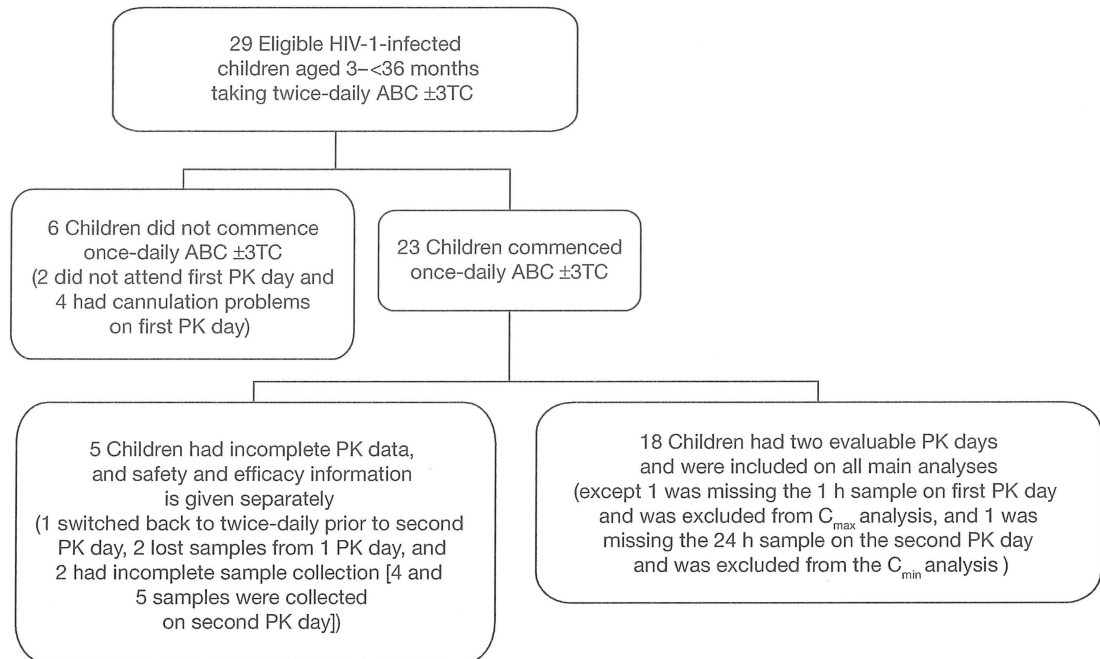 29 Eligible HIV-1-infected
children aged 3–<36 months
taking twice-daily ABC ±3TC
6 Children did not commence
once-daily ABC ±3TC
(2 did not attend first PK day and
4 had cannulation problems
on first PK day)
23 Children commenced
once-daily ABC ±3TC
5 Children had incomplete PK data,
and safety and efficacy information
is given separately
(1 switched back to twice-daily prior to second
PK day, 2 lost samples from 1 PK day, and
2 had incomplete sample collection [4 and
5 samples were collected
on second PK day])
18 Children had two evaluable PK days
and were included on all main analyses
(except 1 was missing the 1 h sample on first PK day
and was excluded from Cmax analysis, and 1 was
missing the 24 h sample on the second PK day
and was excluded from the Cmin analysis )